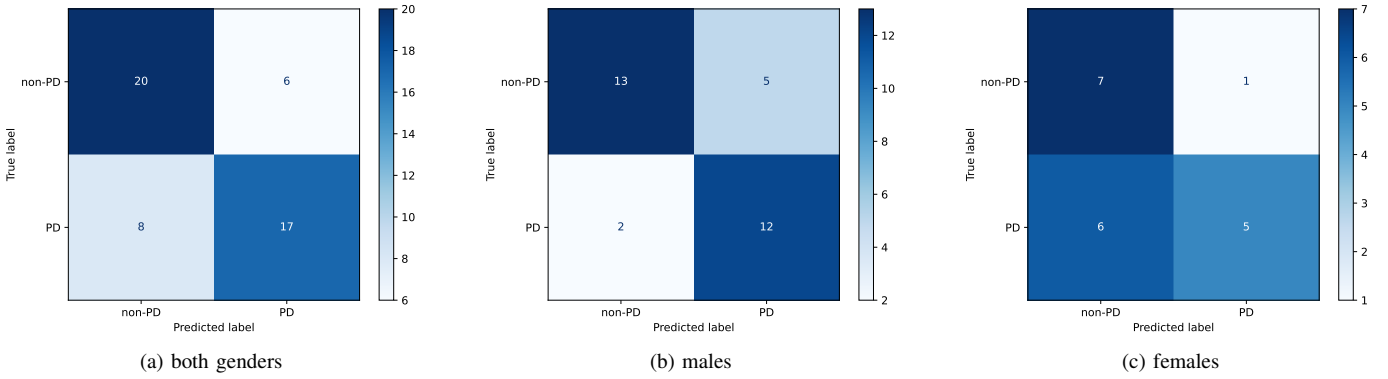 non-PD
PD
True label
20
6
8
17
non-PD
PD
Predicted label
20
18
16
14
12
10
8
6
(a) both genders
non-PD
PD
True label
13
5
2
12
non-PD
PD
Predicted label
12
10
8
6
4
2
(b) males
non-PD
PD
True label
7
1
6
5
non-PD
PD
Predicted label
7
6
5
4
3
2
1
(c) females